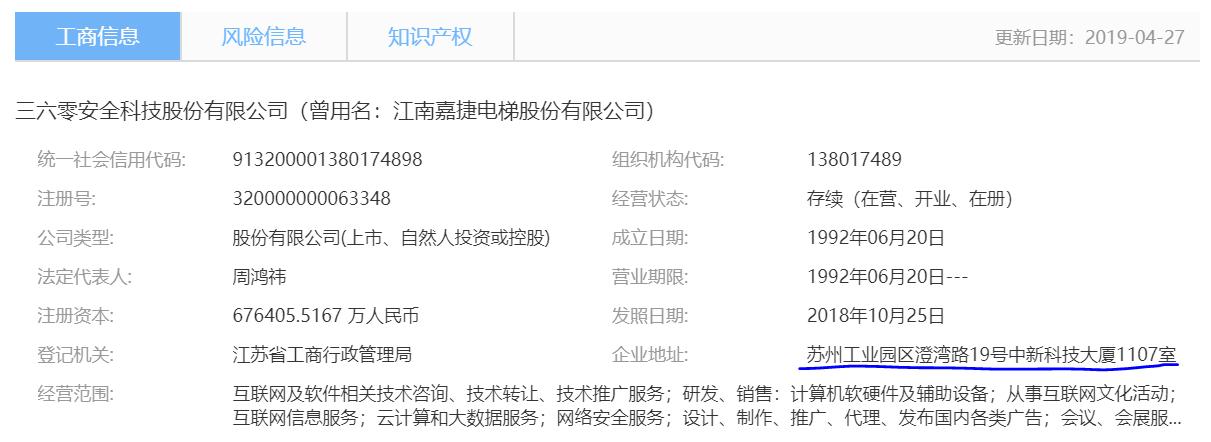 工商信息 风险信息 知识产权 更新日期：2019-04-27
三六零安全科技股份有限公司（曾用名：江南嘉捷电梯股份有限公司）
统一社会信用代码: 913200001380174898 组织机构代码: 138017489
注册号: 320000000063348 经营状态: 存续（在营、开业、在册）
公司类型: 股份有限公司(上市、自然人投资或控股) 成立日期: 1992年06月20日
法定代表人: 周鸿祎 营业期限: 1992年06月20日---
注册资本: 676405.5167 万人民币 发照日期: 2018年10月25日
登记机关: 江苏省工商行政管理局 企业地址: 苏州工业园区澄湾路19号中新科技大厦1107室
经营范围: 互联网及软件相关技术咨询、技术转让、技术推广服务；研发、销售：计算机软硬件及辅助设备；从事互联网文化活动；
互联网信息服务；云计算和大数据服务；网络安全服务；设计、制作、推广、代理、发布国内各类广告；会议、会展服...